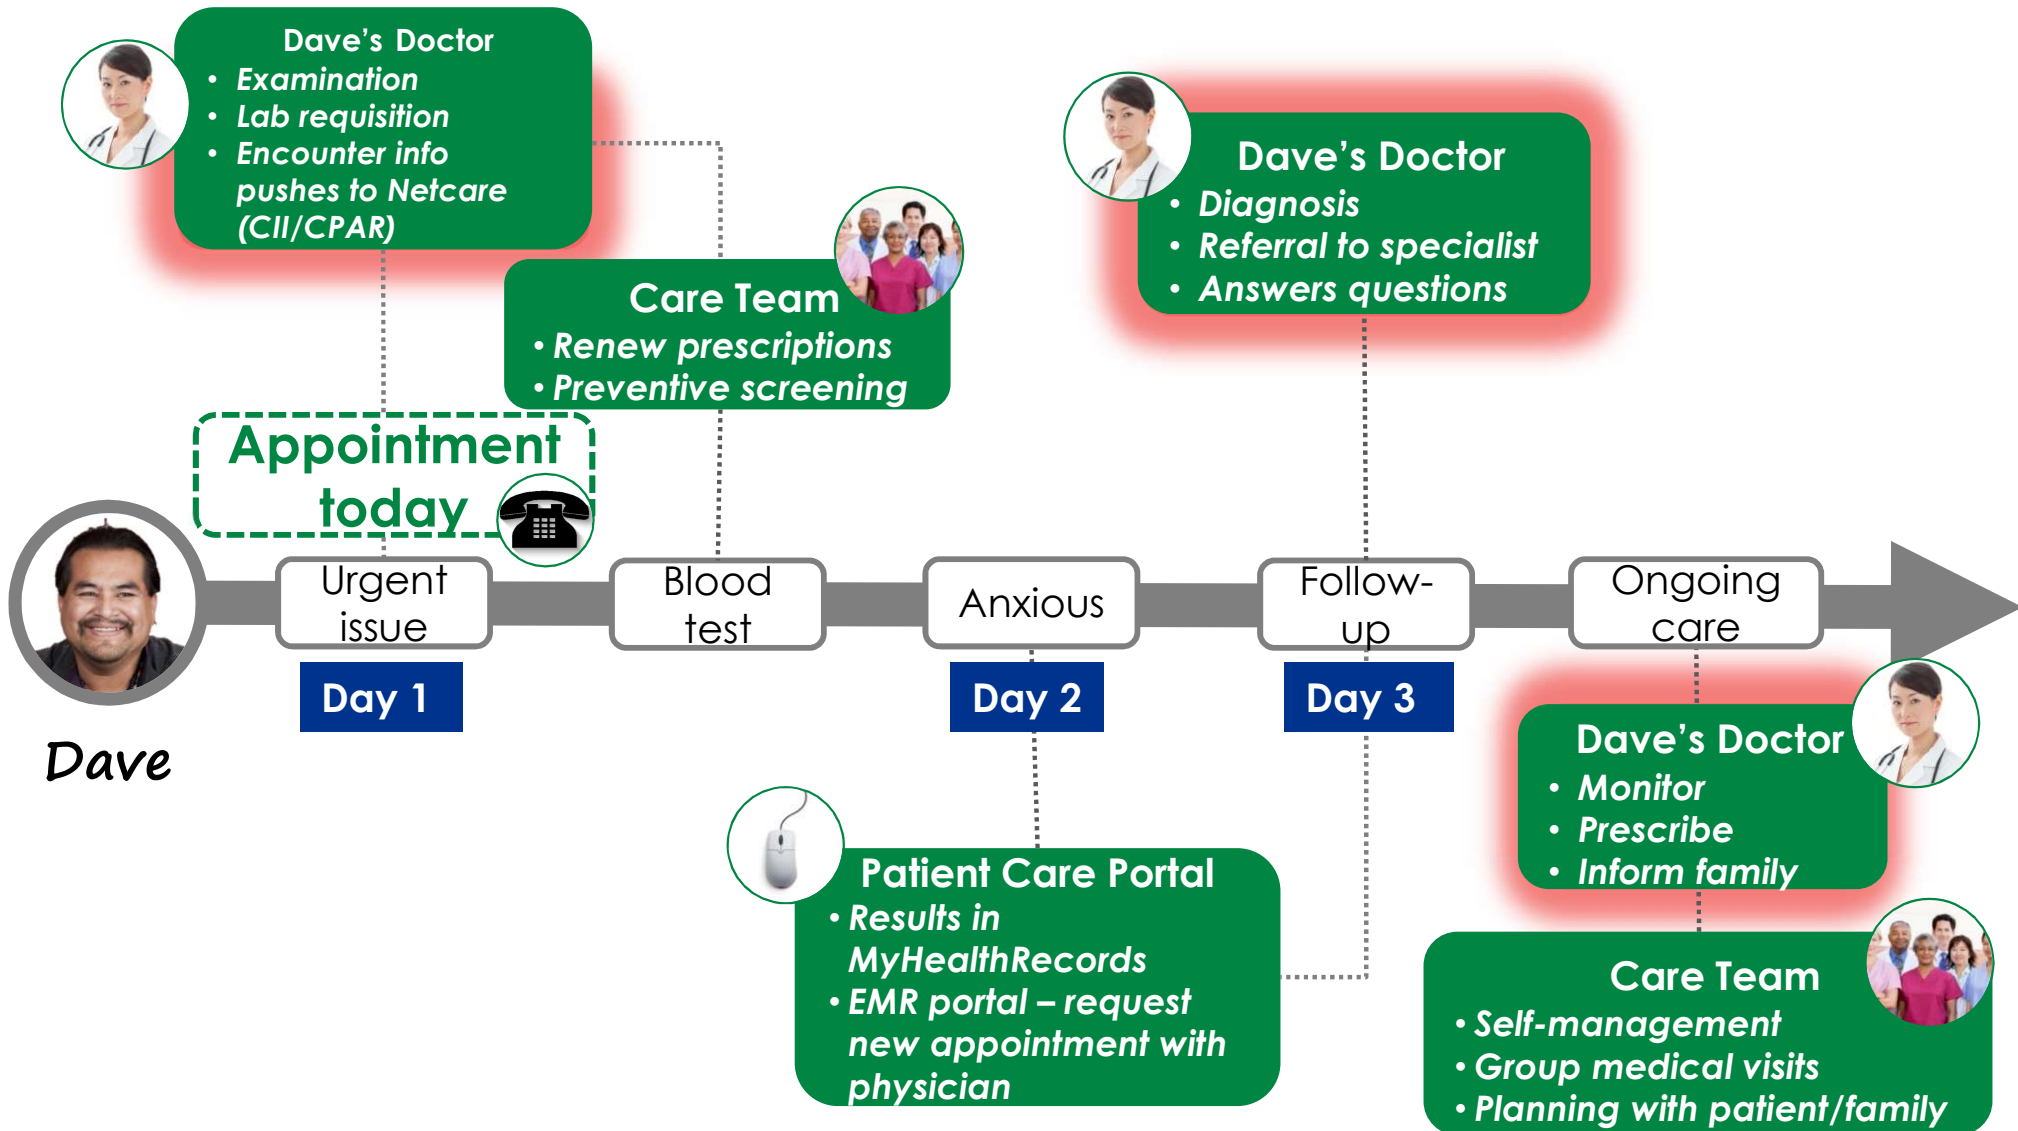 Dave's Doctor
• Examination
• Lab requisition
• Encounter info
pushes to Netcare
(CII/CPAR)
Care Team
• Renew prescriptions
• Preventive screening
Dave's Doctor
• Diagnosis
• Referral to specialist
• Answers questions
Appointment
today
Urgent
issue
Blood
test
Anxious
Follow-
up
Ongoing
care
Day 1
Day 2
Day 3
Dave
Patient Care Portal
• Results in
MyHealthRecords
• EMR portal – request
new appointment with
physician
Dave's Doctor
• Monitor
• Prescribe
• Inform family
Care Team
• Self-management
• Group medical visits
• Planning with patient/family